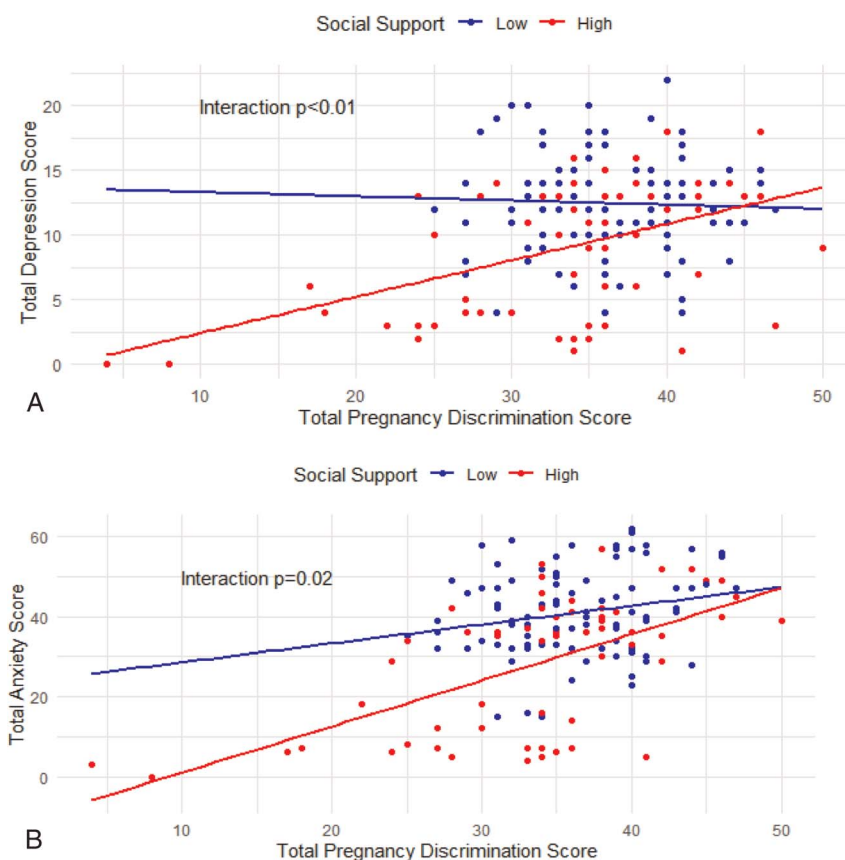 Social Support Low High
Interaction p<0.01
Total Depression Score
20
15
10
5
0
10 20 30 40 50
Total Pregnancy Discrimination Score
A
Social Support Low High
Interaction p=0.02
Total Anxiety Score
60
40
20
0
10 20 30 40 50
Total Pregnancy Discrimination Score
B